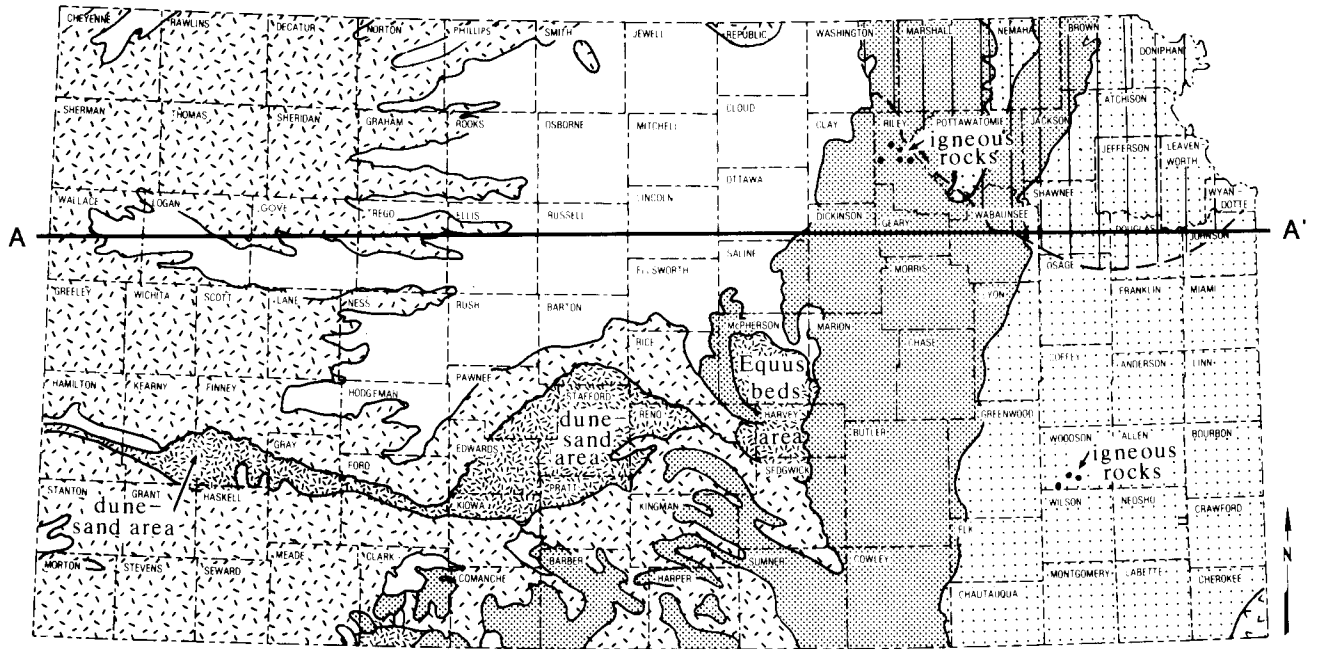 CHEYENNE RAWLINS DECATUR NORTON PHILLIPS SMITH JEWELL REPUBLIC WASHINGTON MARSHALL NEMAHA BROWN
DONIPHAN
ATCHISON
SHERMAN THOMAS SHERIDAN GRAHAM ROOKS OSBORNE MITCHELL CLOUD CLAY RILEY POTTAWATOMIE JACKSON
igneous
rocks
JEFFERSON LEAVEN
WORTH
OTTAWA
LINCOLN
SHAWNEE
WYAN-
DOTTE
WALLACE LOGAN GOVE TREGO ELLIS RUSSELL DICKINSON GEARY WABAUNSEE
DOUGLAS JOHNSON
A A'
SALINE
ELLSWORTH MORRIS OSAGE
GREELEY WICHITA SCOTT LANE NESS RUSH BARTON LYON FRANKLIN MIAMI
McPHERSON MARION
RICE CHASE
COFFEY ANDERSON LINN
Equus
beds
HAMILTON KEARNY FINNEY HODGEMAN PAWNEE STAFFORD
RENO HARVEY GREENWOOD
dune-
sand
area
area
GRAY EDWARDS BUTLER WOODSON ALLEN BOURBON
FORD SEDGWICK
igneous
rocks
STANTON GRANT HASKELL KIOWA PRATT KINGMAN WILSON NEOSHO CRAWFORD
dune-
sand area
ELK
N
MORTON STEVENS SEWARD MEADE CLARK COMANCHE BARBER HARPER SUMNER COWLEY
CHAUTAUQUA MONTGOMERY LABETTE CHEROKEE